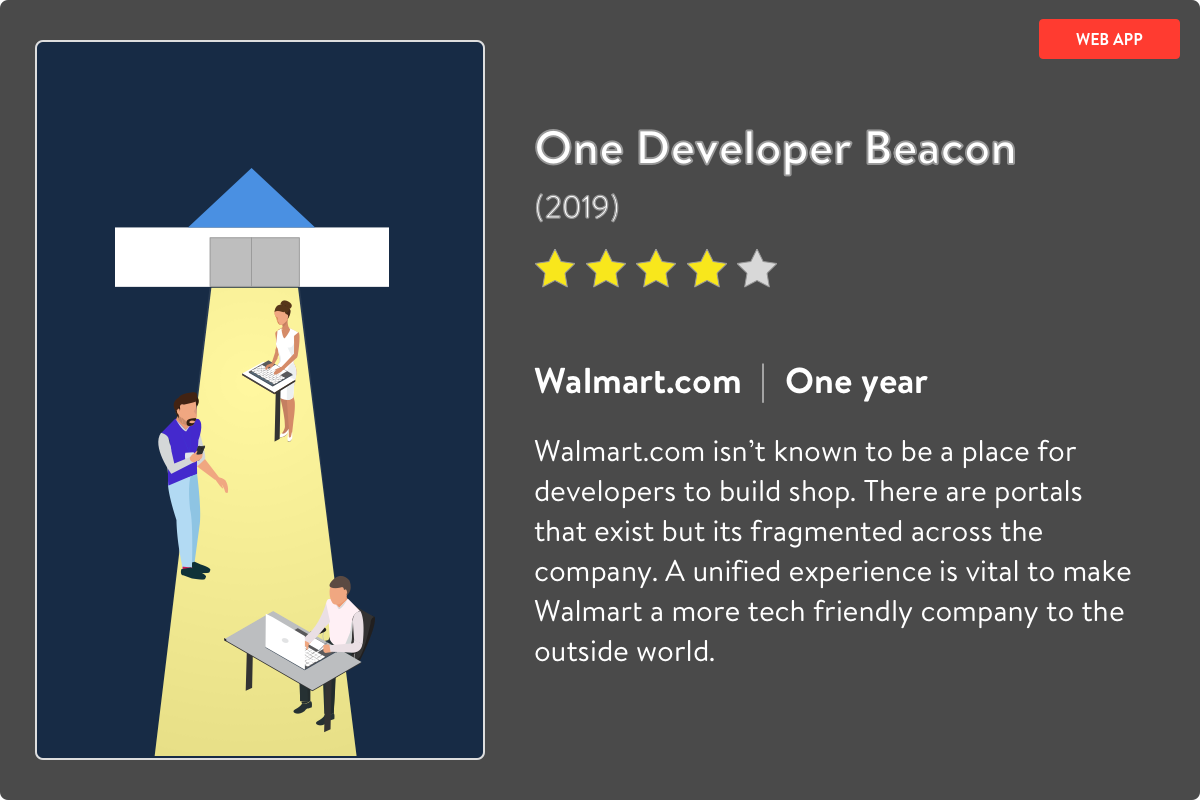 WEB APP
One Developer Beacon
(2019)
Walmart.com | One year
Walmart.com isn’t known to be a place for
developers to build shop. There are portals
that exist but its fragmented across the
company. A unified experience is vital to make
Walmart a more tech friendly company to the
outside world.